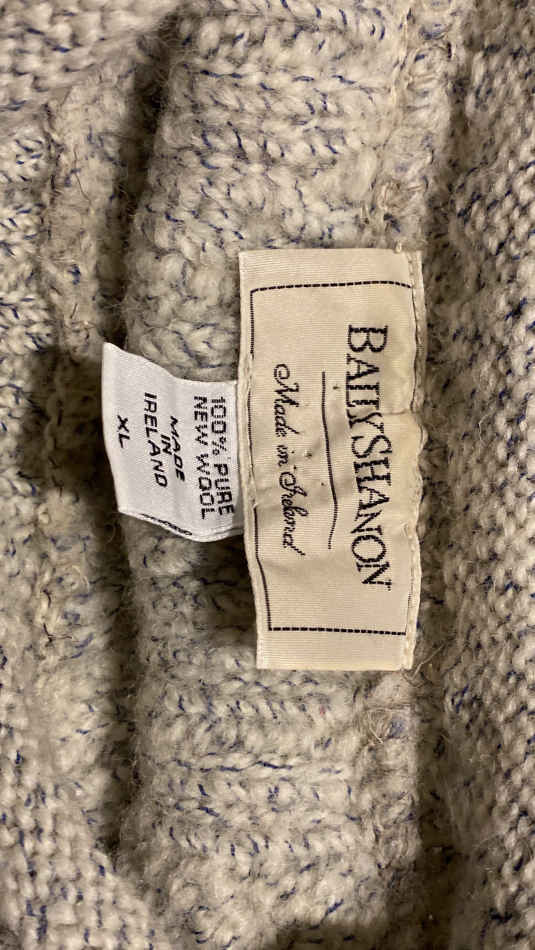 BALLYSHANON
Made in Ireland
100% PURE
NEW WOOL
MADE
IN
IRELAND
XL